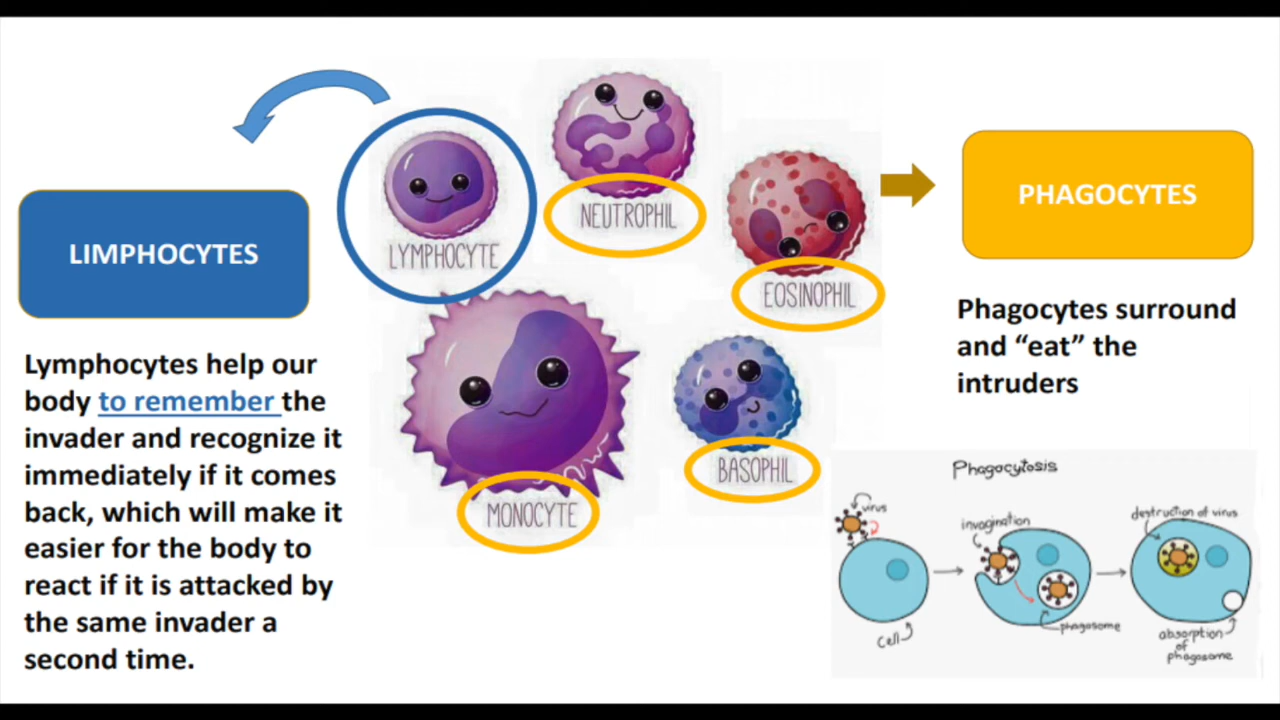 LIMPHOCYTES
Lymphocytes help our
body to remember the
invader and recognize it
immediately if it comes
back, which will make it
easier for the body to
react if it is attacked by
the same invader a
second time.
LYMPHOCYTE
NEUTROPHIL
EOSINOPHIL
MONOCYTE
BASOPHIL
PHAGOCYTES
Phagocytes surround
and “eat” the
intruders
Phagocytosis
virus
cell
invagination
phagosome
destruction of virus
absorption
of
phagosome